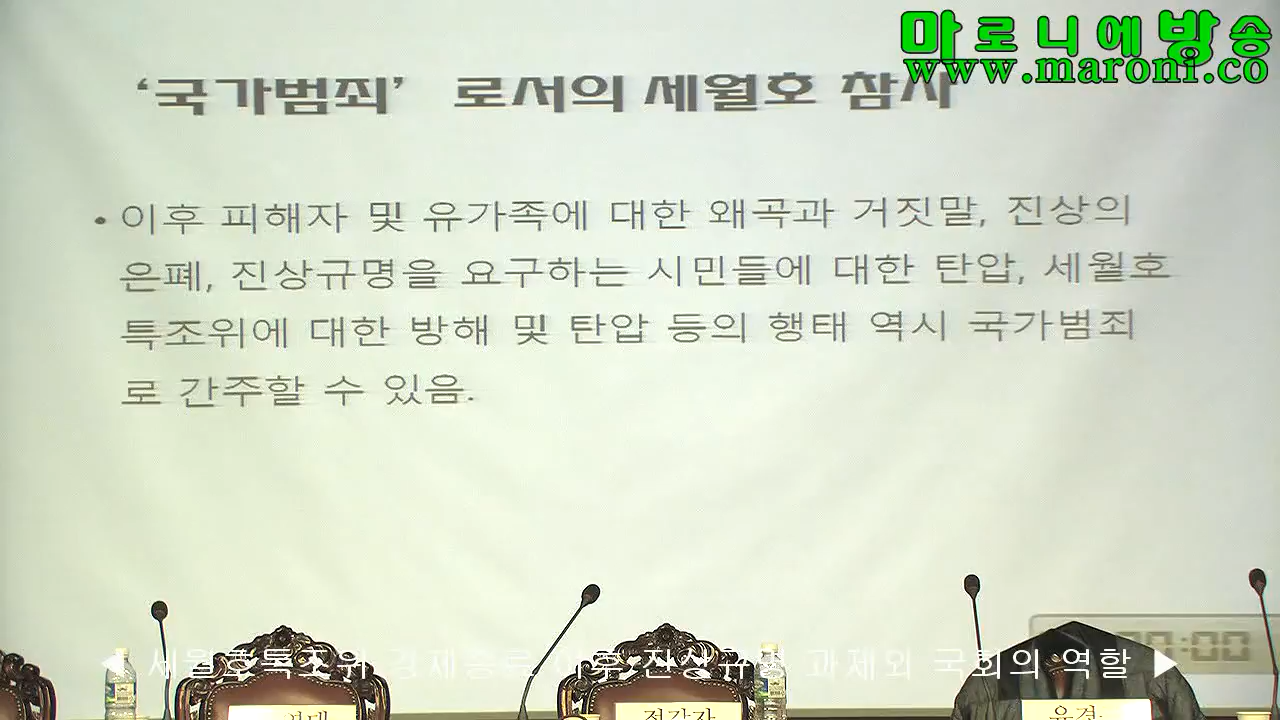 마로니에방송
www.maroni.co
‘국가범죄’ 로서의 세월호 참사
• 이후 피해자 및 유가족에 대한 왜곡과 거짓말, 진상의
은폐, 진상규명을 요구하는 시민들에 대한 탄압, 세월호
특조위에 대한 방해 및 탄압 등의 행태 역시 국가범죄
로 간주할 수 있음.
◀ 세월호특조위 강제종료 이후, 진상규명 과제와 국회의 역할 ▶